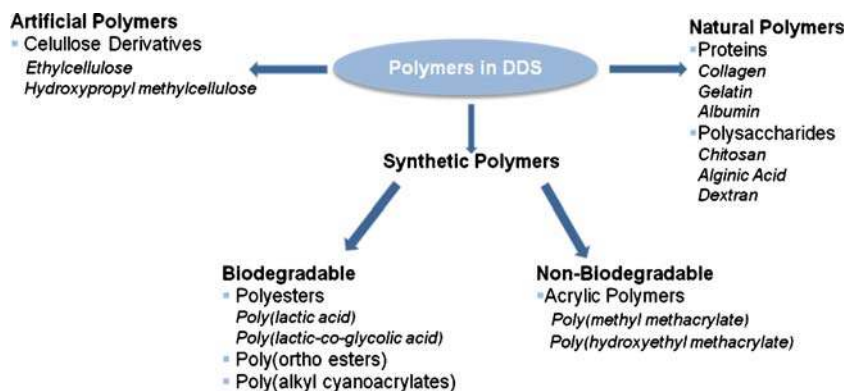 Artificial Polymers
Celullose Derivatives
Ethylcellulose
Hydroxypropyl methylcellulose
Polymers in DDS
Natural Polymers
Proteins
Collagen
Gelatin
Albumin
Polysaccharides
Chitosan
Alginic Acid
Dextran
Synthetic Polymers
Biodegradable
Polyesters
Poly(lactic acid)
Poly(lactic-co-glycolic acid)
Poly(ortho esters)
Poly(alkyl cyanoacrylates)
Non-Biodegradable
Acrylic Polymers
Poly(methyl methacrylate)
Poly(hydroxyethyl methacrylate)